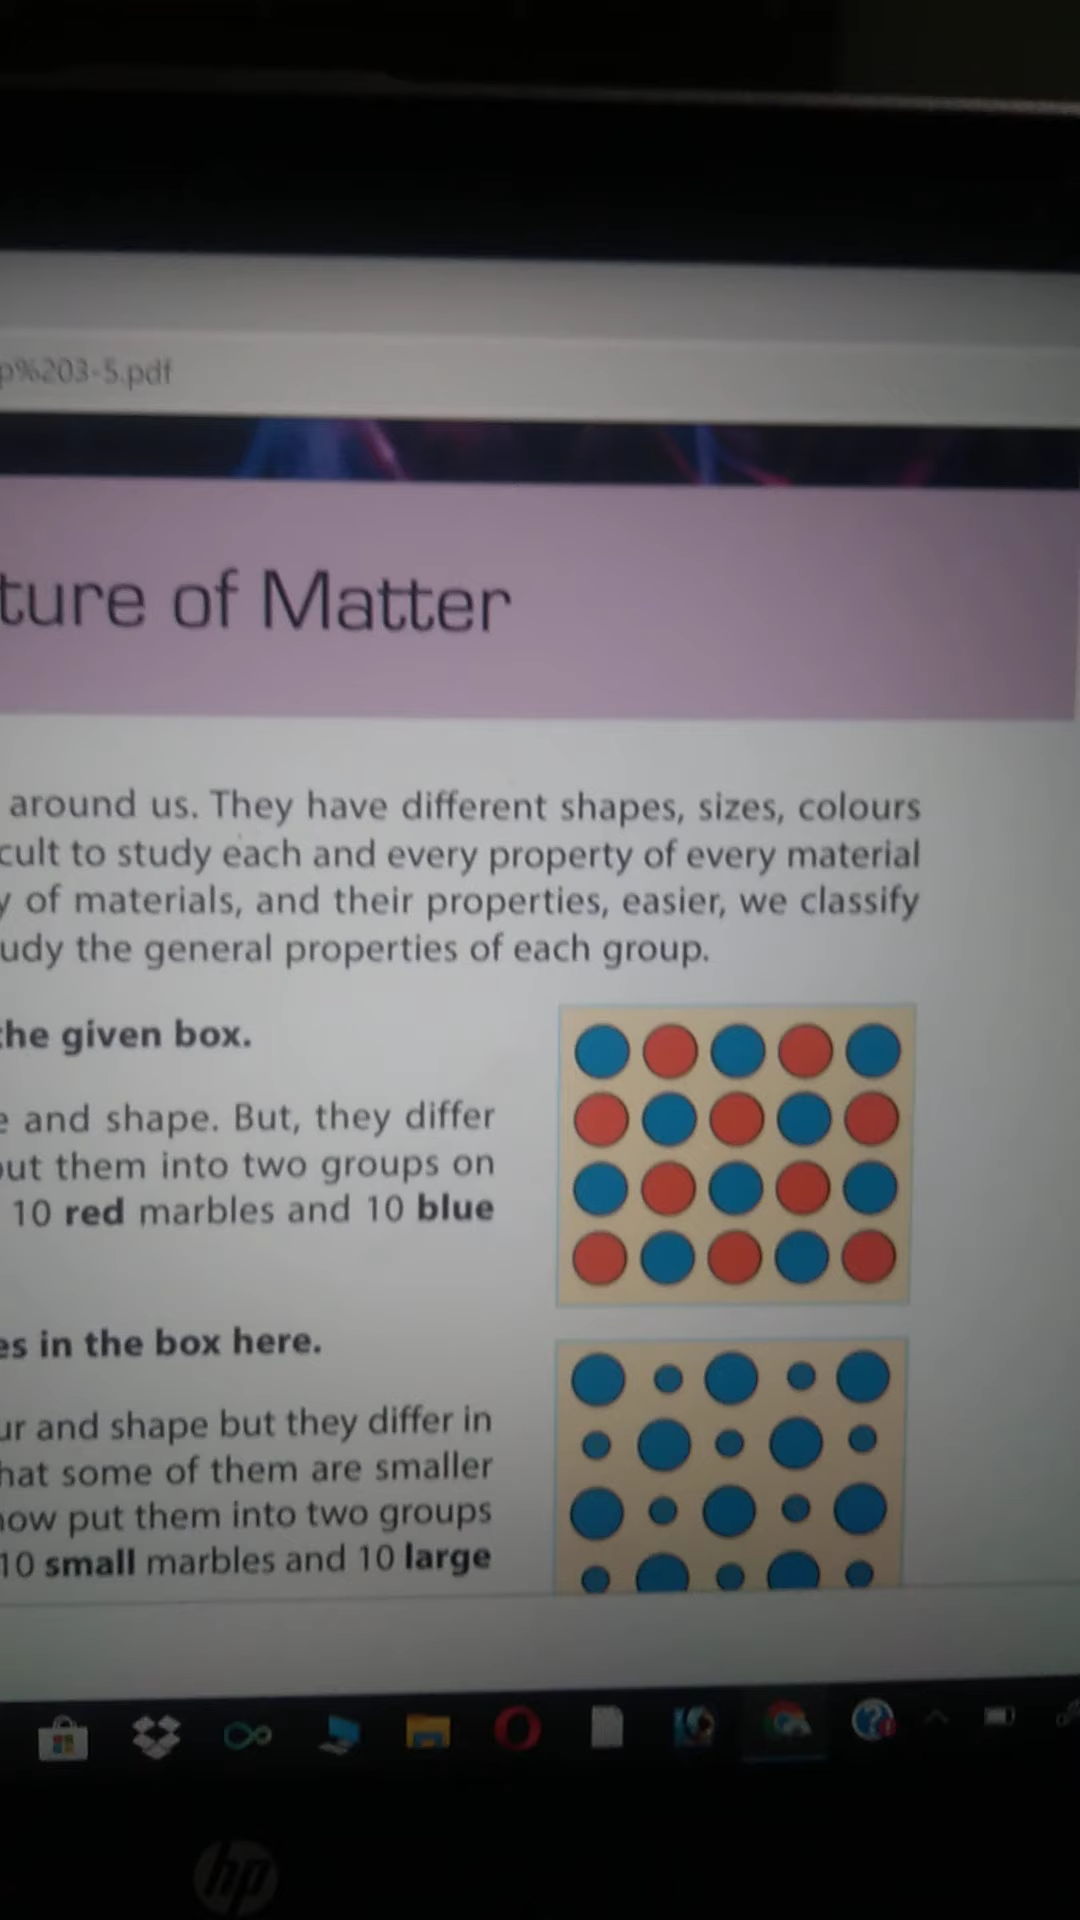 p%203-5.pdf
ture of Matter
around us. They have different shapes, sizes, colours
cult to study each and every property of every material
y of materials, and their properties, easier, we classify
udy the general properties of each group.
the given box.
e and shape. But, they differ
out them into two groups on
10 red marbles and 10 blue
es in the box here.
ur and shape but they differ in
hat some of them are smaller
now put them into two groups
10 small marbles and 10 large
hp